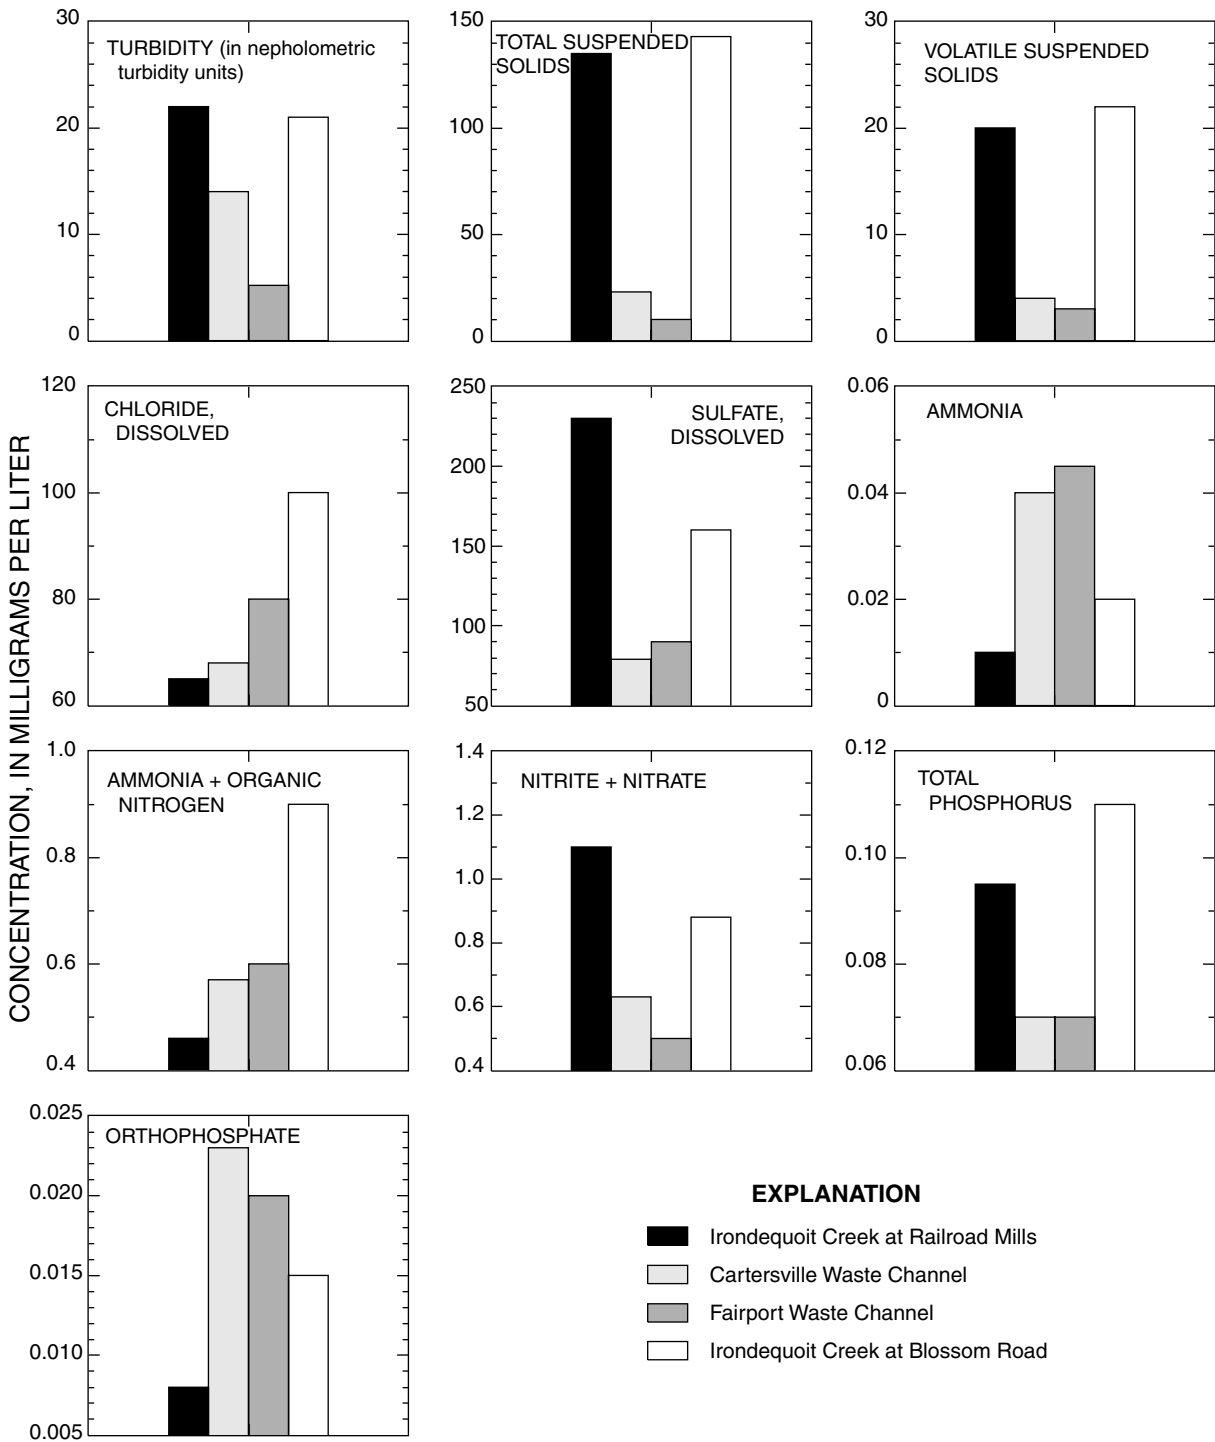 CONCENTRATION, IN MILLIGRAMS PER LITER
TURBIDITY (in nepholometric
turbidity units)
30
20
10
0
TOTAL SUSPENDED
SOLIDS
150
100
50
0
VOLATILE SUSPENDED
SOLIDS
30
20
10
0
CHLORIDE,
DISSOLVED
120
100
80
60
SULFATE,
DISSOLVED
250
200
150
100
50
AMMONIA
0.06
0.04
0.02
0
AMMONIA + ORGANIC
NITROGEN
1.0
0.8
0.6
0.4
NITRITE + NITRATE
1.4
1.2
1.0
0.8
0.6
0.4
TOTAL
PHOSPHORUS
0.12
0.10
0.08
0.06
ORTHOPHOSPHATE
0.025
0.020
0.015
0.010
0.005
EXPLANATION
Irondequoit Creek at Railroad Mills
Cartersville Waste Channel
Fairport Waste Channel
Irondequoit Creek at Blossom Road